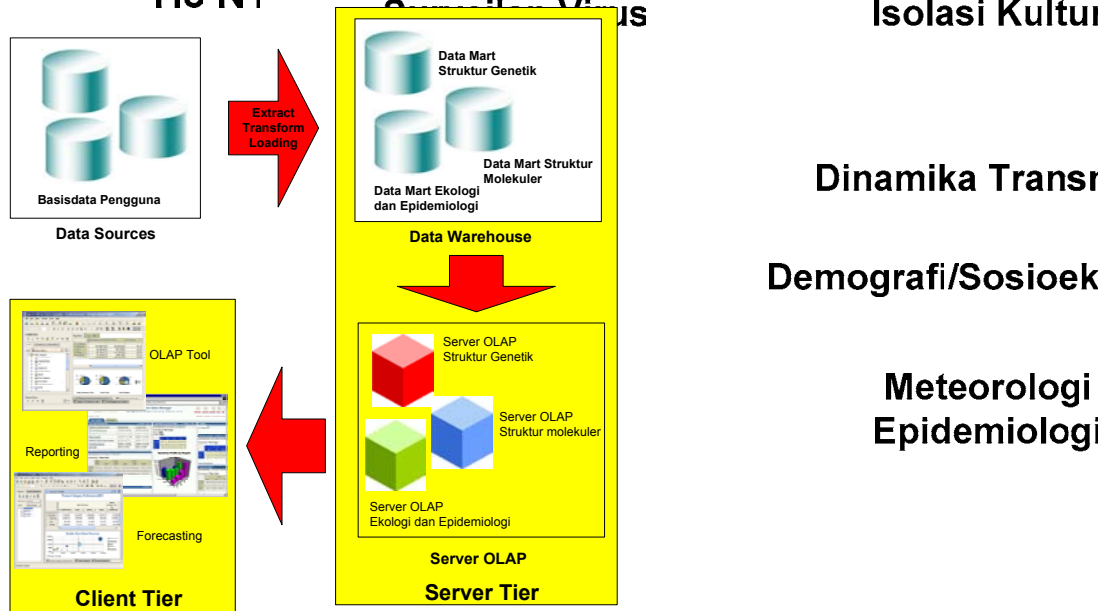 Isolasi Kultur
Data Mart
Struktur Genetik
Extract
Transform
Loading
Data Mart Struktur
Molekuler
Data Mart Ekologi
dan Epidemiologi
Basisdata Pengguna
Data Sources
Data Warehouse
Dinamika
Demografi/Sosioek
Meteorologi
Epidemiologi
OLAP Tool
Reporting
Forecasting
Client Tier
Server OLAP
Struktur Genetik
Server OLAP
Struktur molekuler
Server OLAP
Ekologi dan Epidemiologi
Server OLAP
Server Tier